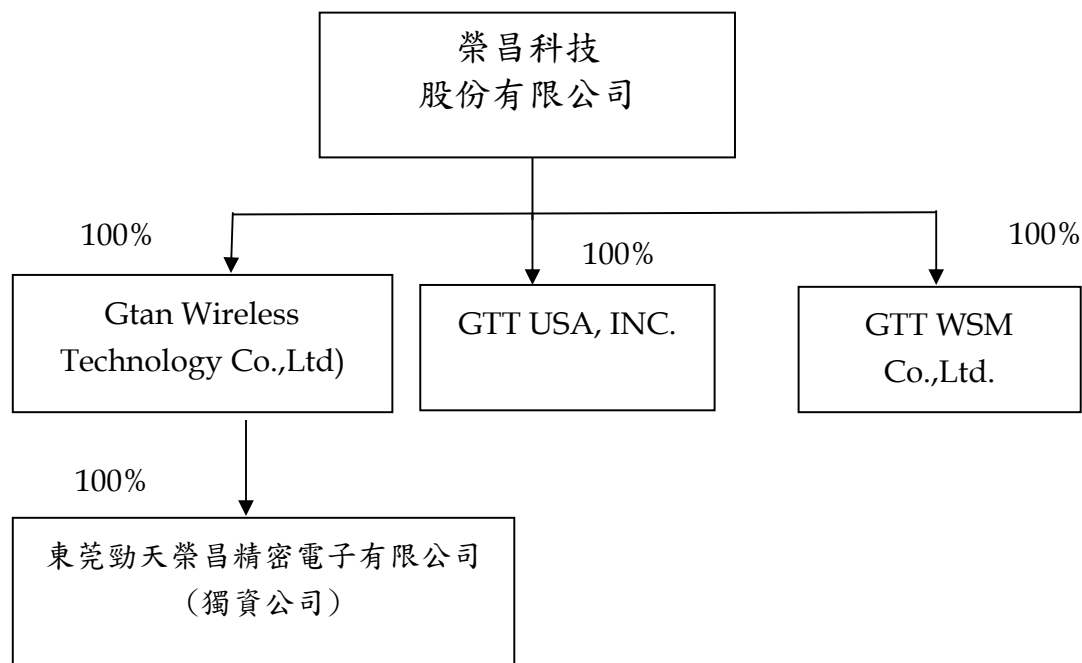 榮昌科技
股份有限公司
100%
100%
100%
Gtan Wireless
Technology Co.,Ltd)
GTT USA, INC.
GTT WSM
Co.,Ltd.
100%
東莞勁天榮昌精密電子有限公司
（獨資公司）